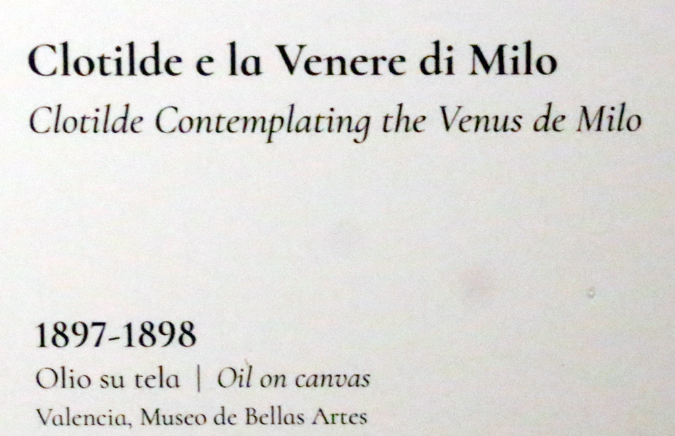 Clotilde e la Venere di Milo
Clotilde Contemplating the Venus de Milo
1897-1898
Olio su tela | Oil on canvas
Valencia, Museo de Bellas Artes